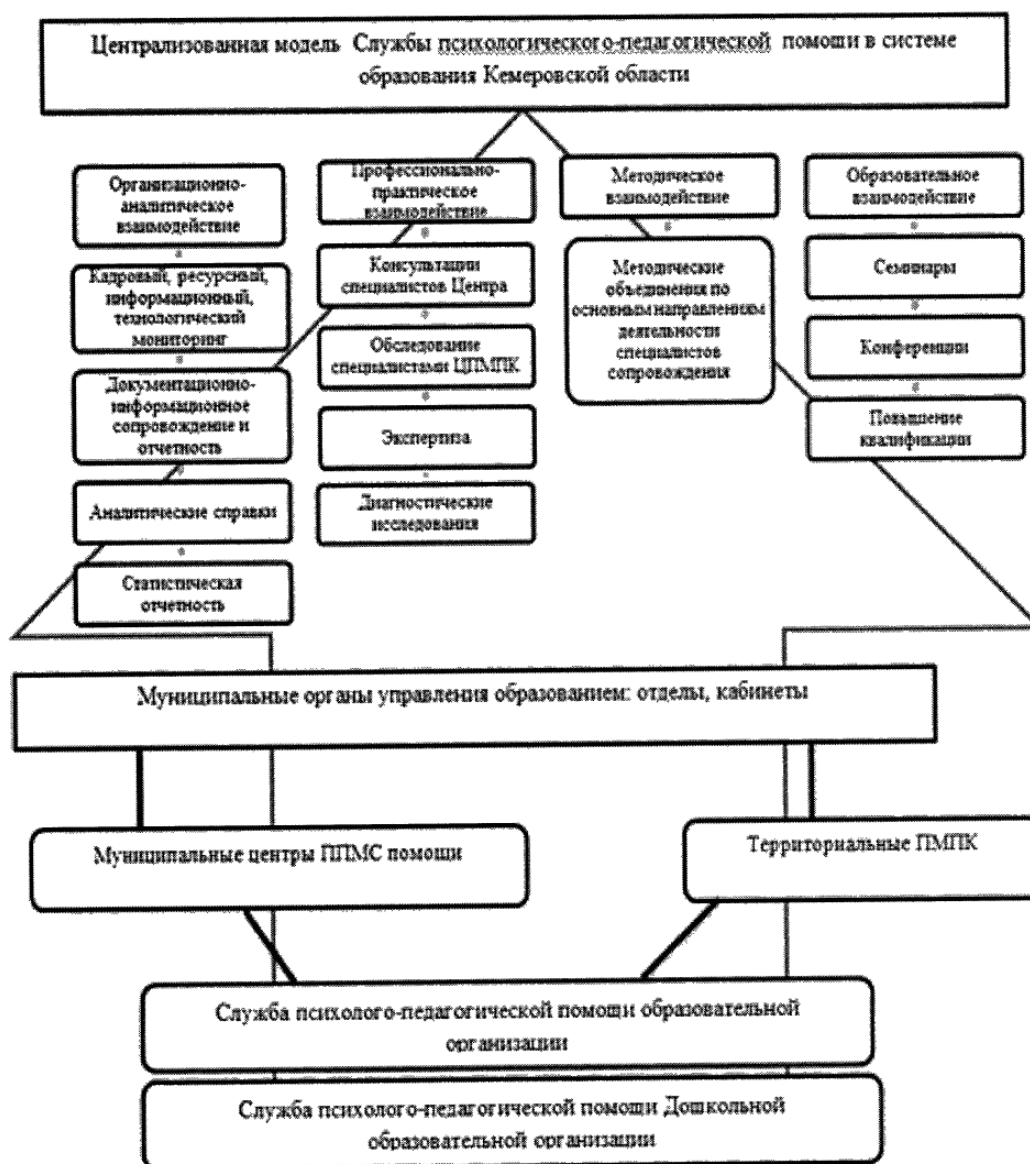 Централизованная модель Службы психологического-педагогической помощи в системе
образования Кемеровской области
Организационно-
аналитическое
взаимодействие
Кадровый, ресурсный,
информационный,
технологический
мониторинг
Документационно-
информационное
сопровождение и
отчетность
Аналитические справки
Статистическая
отчетность
Профессионально-
практическое
взаимодействие
Консультации
специалистов Центра
Обследование
специалистами ЦПМПК
Экспертиза
Диагностические
исследования
Методическое
взаимодействие
Методические
объединения по
основным направлениям
деятельности
специалистов
сопровождения
Образовательное
взаимодействие
Семинары
Конференции
Повышение
квалификации
Муниципальные органы управления образованием: отделы, кабинеты
Муниципальные центры ППМС помощи
Территориальные ПМПК
Служба психолого-педагогической помощи образовательной
организации
Служба психолого-педагогической помощи Дошкольной
образовательной организации